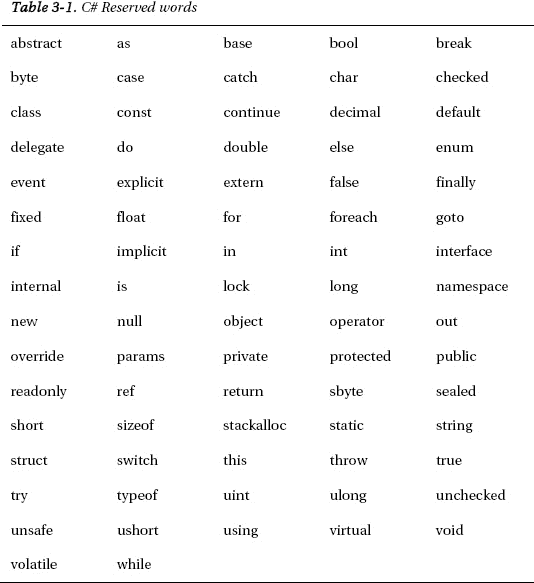 Table 3-1. C# Reserved words
abstract as base bool break
byte case catch char checked
class const continue decimal default
delegate do double else enum
event explicit extern false finally
fixed float for foreach goto
if implicit in int interface
internal is lock long namespace
new null object operator out
override params private protected public
readonly ref return sbyte sealed
short sizeof stackalloc static string
struct switch this throw true
try typeof uint ulong unchecked
unsafe ushort using virtual void
volatile while